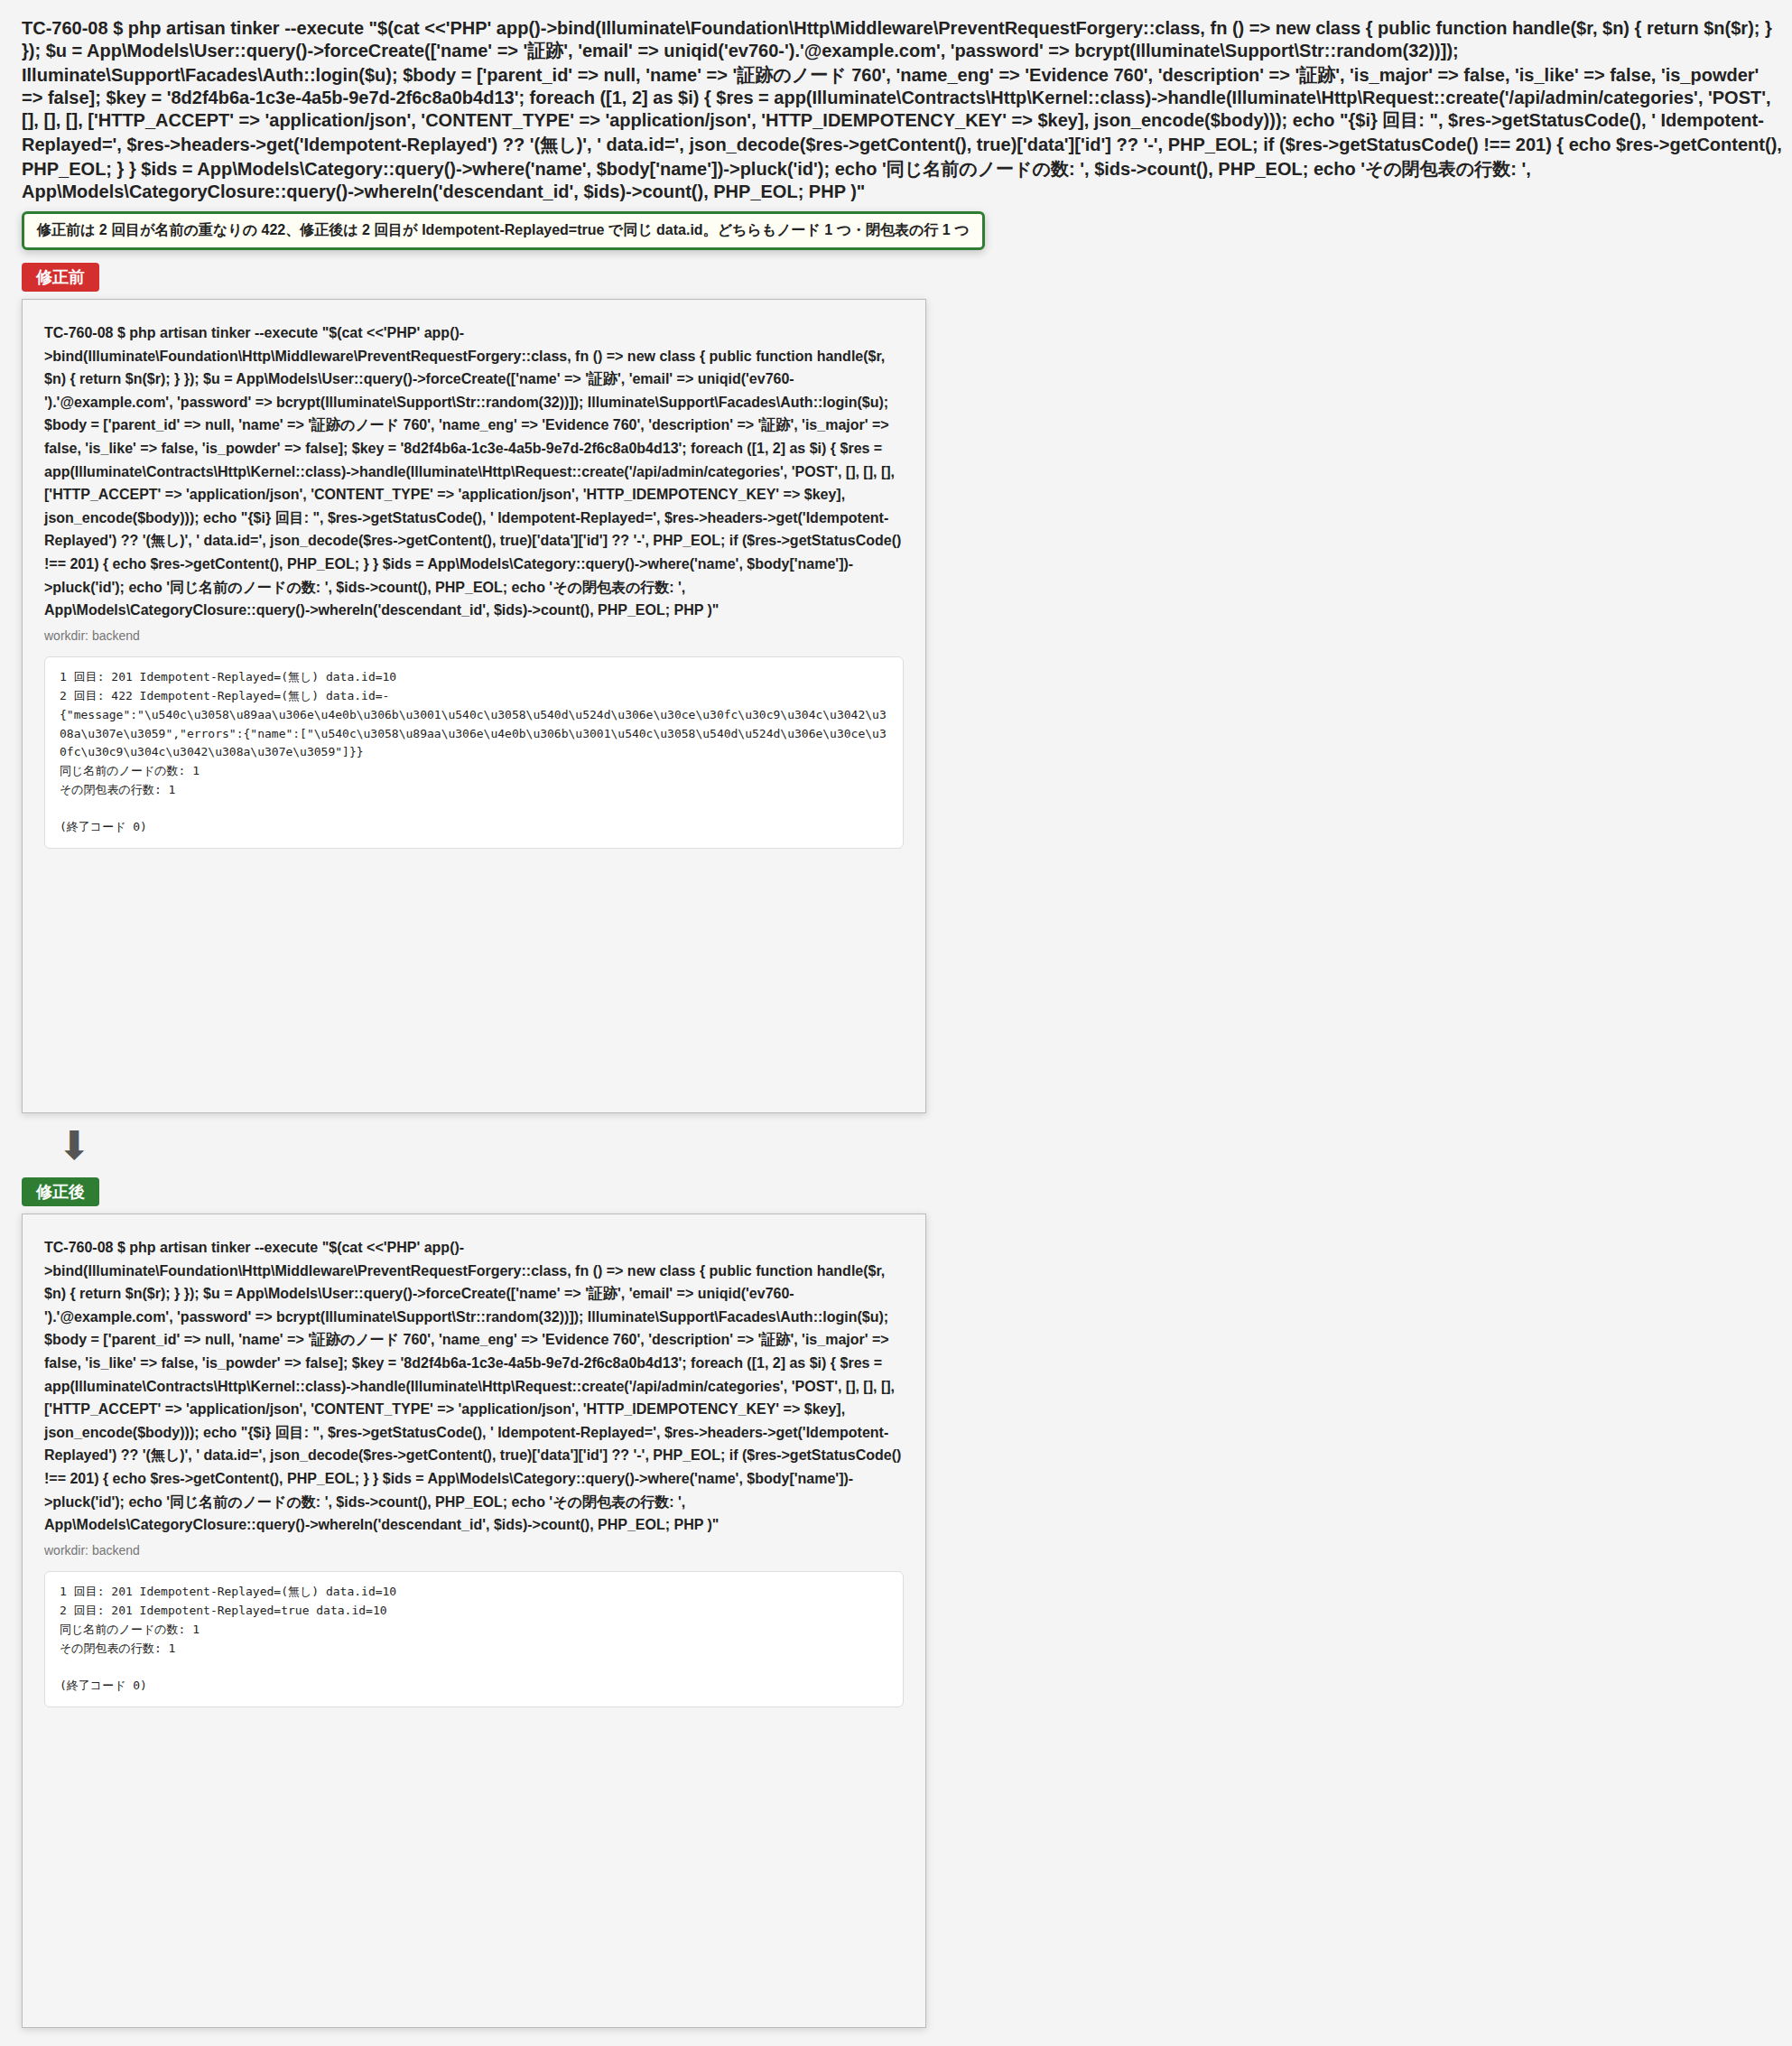 TC-760-08 $ php artisan tinker --execute "$(cat <<'PHP' app()->bind(Illuminate\Foundation\Http\Middleware\PreventRequestForgery::class, fn () => new class { public function handle($r, $n) { return $n($r); }
}); $u = App\Models\User::query()->forceCreate(['name' => '証跡', 'email' => uniqid('ev760-').'@example.com', 'password' => bcrypt(Illuminate\Support\Str::random(32))]);
Illuminate\Support\Facades\Auth::login($u); $body = ['parent_id' => null, 'name' => '証跡のノード 760', 'name_eng' => 'Evidence 760', 'description' => '証跡', 'is_major' => false, 'is_like' => false, 'is_powder'
=> false]; $key = '8d2f4b6a-1c3e-4a5b-9e7d-2f6c8a0b4d13'; foreach ([1, 2] as $i) { $res = app(Illuminate\Contracts\Http\Kernel::class)->handle(Illuminate\Http\Request::create('/api/admin/categories', 'POST',
[], [], [], ['HTTP_ACCEPT' => 'application/json', 'CONTENT_TYPE' => 'application/json', 'HTTP_IDEMPOTENCY_KEY' => $key], json_encode($body))); echo "{$i} 回目: ", $res->getStatusCode(), ' Idempotent-
Replayed=', $res->headers->get('Idempotent-Replayed') ?? '(無し)', ' data.id=', json_decode($res->getContent(), true)['data']['id'] ?? '-', PHP_EOL; if ($res->getStatusCode() !== 201) { echo $res->getContent(),
PHP_EOL; } } $ids = App\Models\Category::query()->where('name', $body['name'])->pluck('id'); echo '同じ名前のノードの数: ', $ids->count(), PHP_EOL; echo 'その閉包表の行数: ',
App\Models\CategoryClosure::query()->whereIn('descendant_id', $ids)->count(), PHP_EOL; PHP )"
修正前は 2 回目が名前の重なりの 422、修正後は 2 回目が Idempotent-Replayed=true で同じ data.id。どちらもノード 1 つ・閉包表の行 1 つ
修正前
TC-760-08 $ php artisan tinker --execute "$(cat <<'PHP' app()-
>bind(Illuminate\Foundation\Http\Middleware\PreventRequestForgery::class, fn () => new class { public function handle($r,
$n) { return $n($r); } }); $u = App\Models\User::query()->forceCreate(['name' => '証跡', 'email' => uniqid('ev760-
').'@example.com', 'password' => bcrypt(Illuminate\Support\Str::random(32))]); Illuminate\Support\Facades\Auth::login($u);
$body = ['parent_id' => null, 'name' => '証跡のノード 760', 'name_eng' => 'Evidence 760', 'description' => '証跡', 'is_major' =>
false, 'is_like' => false, 'is_powder' => false]; $key = '8d2f4b6a-1c3e-4a5b-9e7d-2f6c8a0b4d13'; foreach ([1, 2] as $i) { $res =
app(Illuminate\Contracts\Http\Kernel::class)->handle(Illuminate\Http\Request::create('/api/admin/categories', 'POST', [], [], [],
['HTTP_ACCEPT' => 'application/json', 'CONTENT_TYPE' => 'application/json', 'HTTP_IDEMPOTENCY_KEY' => $key],
json_encode($body))); echo "{$i} 回目: ", $res->getStatusCode(), ' Idempotent-Replayed=', $res->headers->get('Idempotent-
Replayed') ?? '(無し)', ' data.id=', json_decode($res->getContent(), true)['data']['id'] ?? '-', PHP_EOL; if ($res->getStatusCode()
!== 201) { echo $res->getContent(), PHP_EOL; } } $ids = App\Models\Category::query()->where('name', $body['name'])-
>pluck('id'); echo '同じ名前のノードの数: ', $ids->count(), PHP_EOL; echo 'その閉包表の行数: ',
App\Models\CategoryClosure::query()->whereIn('descendant_id', $ids)->count(), PHP_EOL; PHP )"
workdir: backend
1 回目: 201 Idempotent-Replayed=(無し) data.id=10
2 回目: 422 Idempotent-Replayed=(無し) data.id=-
{"message":"\u540c\u3058\u89aa\u306e\u4e0b\u306b\u3001\u540c\u3058\u540d\u524d\u306e\u30ce\u30fc\u30c9\u304c\u3042\u3
08a\u307e\u3059","errors":{"name":["\u540c\u3058\u89aa\u306e\u4e0b\u306b\u3001\u540c\u3058\u540d\u524d\u306e\u30ce\u3
0fc\u30c9\u304c\u3042\u308a\u307e\u3059"]}}
同じ名前のノードの数: 1
その閉包表の行数: 1
(終了コード 0)
⬇
修正後
TC-760-08 $ php artisan tinker --execute "$(cat <<'PHP' app()-
>bind(Illuminate\Foundation\Http\Middleware\PreventRequestForgery::class, fn () => new class { public function handle($r,
$n) { return $n($r); } }); $u = App\Models\User::query()->forceCreate(['name' => '証跡', 'email' => uniqid('ev760-
').'@example.com', 'password' => bcrypt(Illuminate\Support\Str::random(32))]); Illuminate\Support\Facades\Auth::login($u);
$body = ['parent_id' => null, 'name' => '証跡のノード 760', 'name_eng' => 'Evidence 760', 'description' => '証跡', 'is_major' =>
false, 'is_like' => false, 'is_powder' => false]; $key = '8d2f4b6a-1c3e-4a5b-9e7d-2f6c8a0b4d13'; foreach ([1, 2] as $i) { $res =
app(Illuminate\Contracts\Http\Kernel::class)->handle(Illuminate\Http\Request::create('/api/admin/categories', 'POST', [], [], [],
['HTTP_ACCEPT' => 'application/json', 'CONTENT_TYPE' => 'application/json', 'HTTP_IDEMPOTENCY_KEY' => $key],
json_encode($body))); echo "{$i} 回目: ", $res->getStatusCode(), ' Idempotent-Replayed=', $res->headers->get('Idempotent-
Replayed') ?? '(無し)', ' data.id=', json_decode($res->getContent(), true)['data']['id'] ?? '-', PHP_EOL; if ($res->getStatusCode()
!== 201) { echo $res->getContent(), PHP_EOL; } } $ids = App\Models\Category::query()->where('name', $body['name'])-
>pluck('id'); echo '同じ名前のノードの数: ', $ids->count(), PHP_EOL; echo 'その閉包表の行数: ',
App\Models\CategoryClosure::query()->whereIn('descendant_id', $ids)->count(), PHP_EOL; PHP )"
workdir: backend
1 回目: 201 Idempotent-Replayed=(無し) data.id=10
2 回目: 201 Idempotent-Replayed=true data.id=10
同じ名前のノードの数: 1
その閉包表の行数: 1
(終了コード 0)